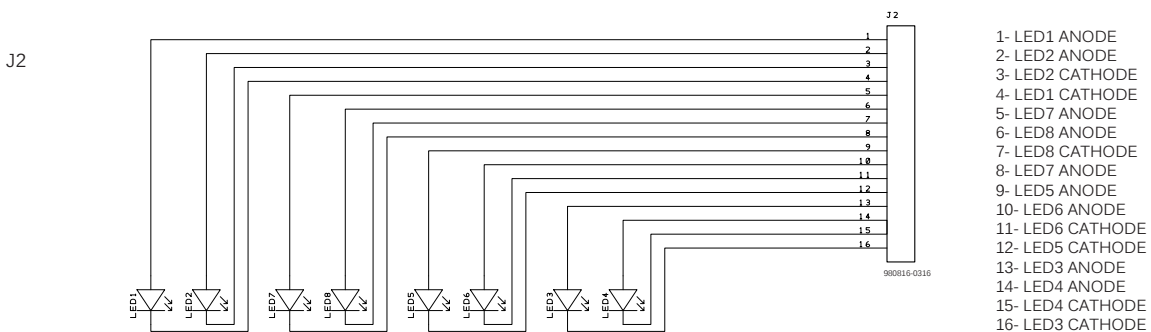 J2
J2
1
2
3
4
5
6
7
8
9
10
11
12
13
14
15
16
980816-0316
LED1
LED2
LED7
LED8
LED5
LED6
LED3
LED4
1- LED1 ANODE
2- LED2 ANODE
3- LED2 CATHODE
4- LED1 CATHODE
5- LED7 ANODE
6- LED8 ANODE
7- LED8 CATHODE
8- LED7 ANODE
9- LED5 ANODE
10- LED6 ANODE
11- LED6 CATHODE
12- LED5 CATHODE
13- LED3 ANODE
14- LED4 ANODE
15- LED4 CATHODE
16- LED3 CATHODE